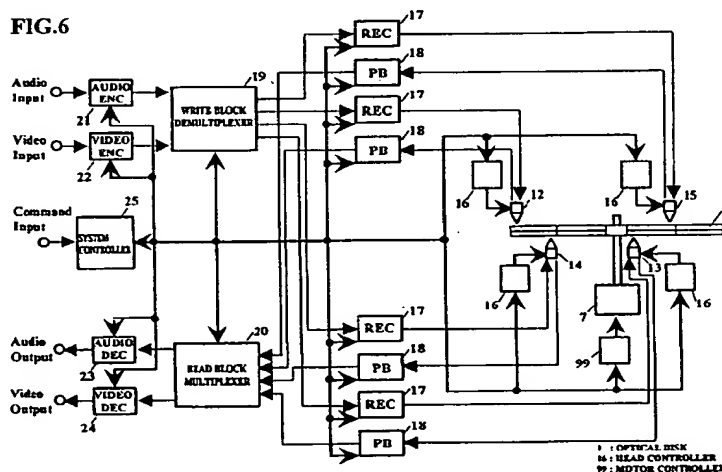 FIG.6
17
REC
18
PB
17
REC
18
PB
19
WRITE BLOCK
DEMULTIPLEXER
Audio
Input
AUDIO
ENC
21
Video
Input
VIDEO
ENC
22
Command
Input
25
SYSTEM
CONTROLLER
16
12
16
15
14
13
16
16
7
99
Audio
Output
AUDIO
DEC
23
Video
Output
VIDEO
DEC
24
20
READ BLOCK
MULTIPLEXER
17
REC
18
PB
17
REC
18
PB
1 : OPTICAL DISK
16 : HEAD CONTROLLER
99 : MOTOR CONTROLLER